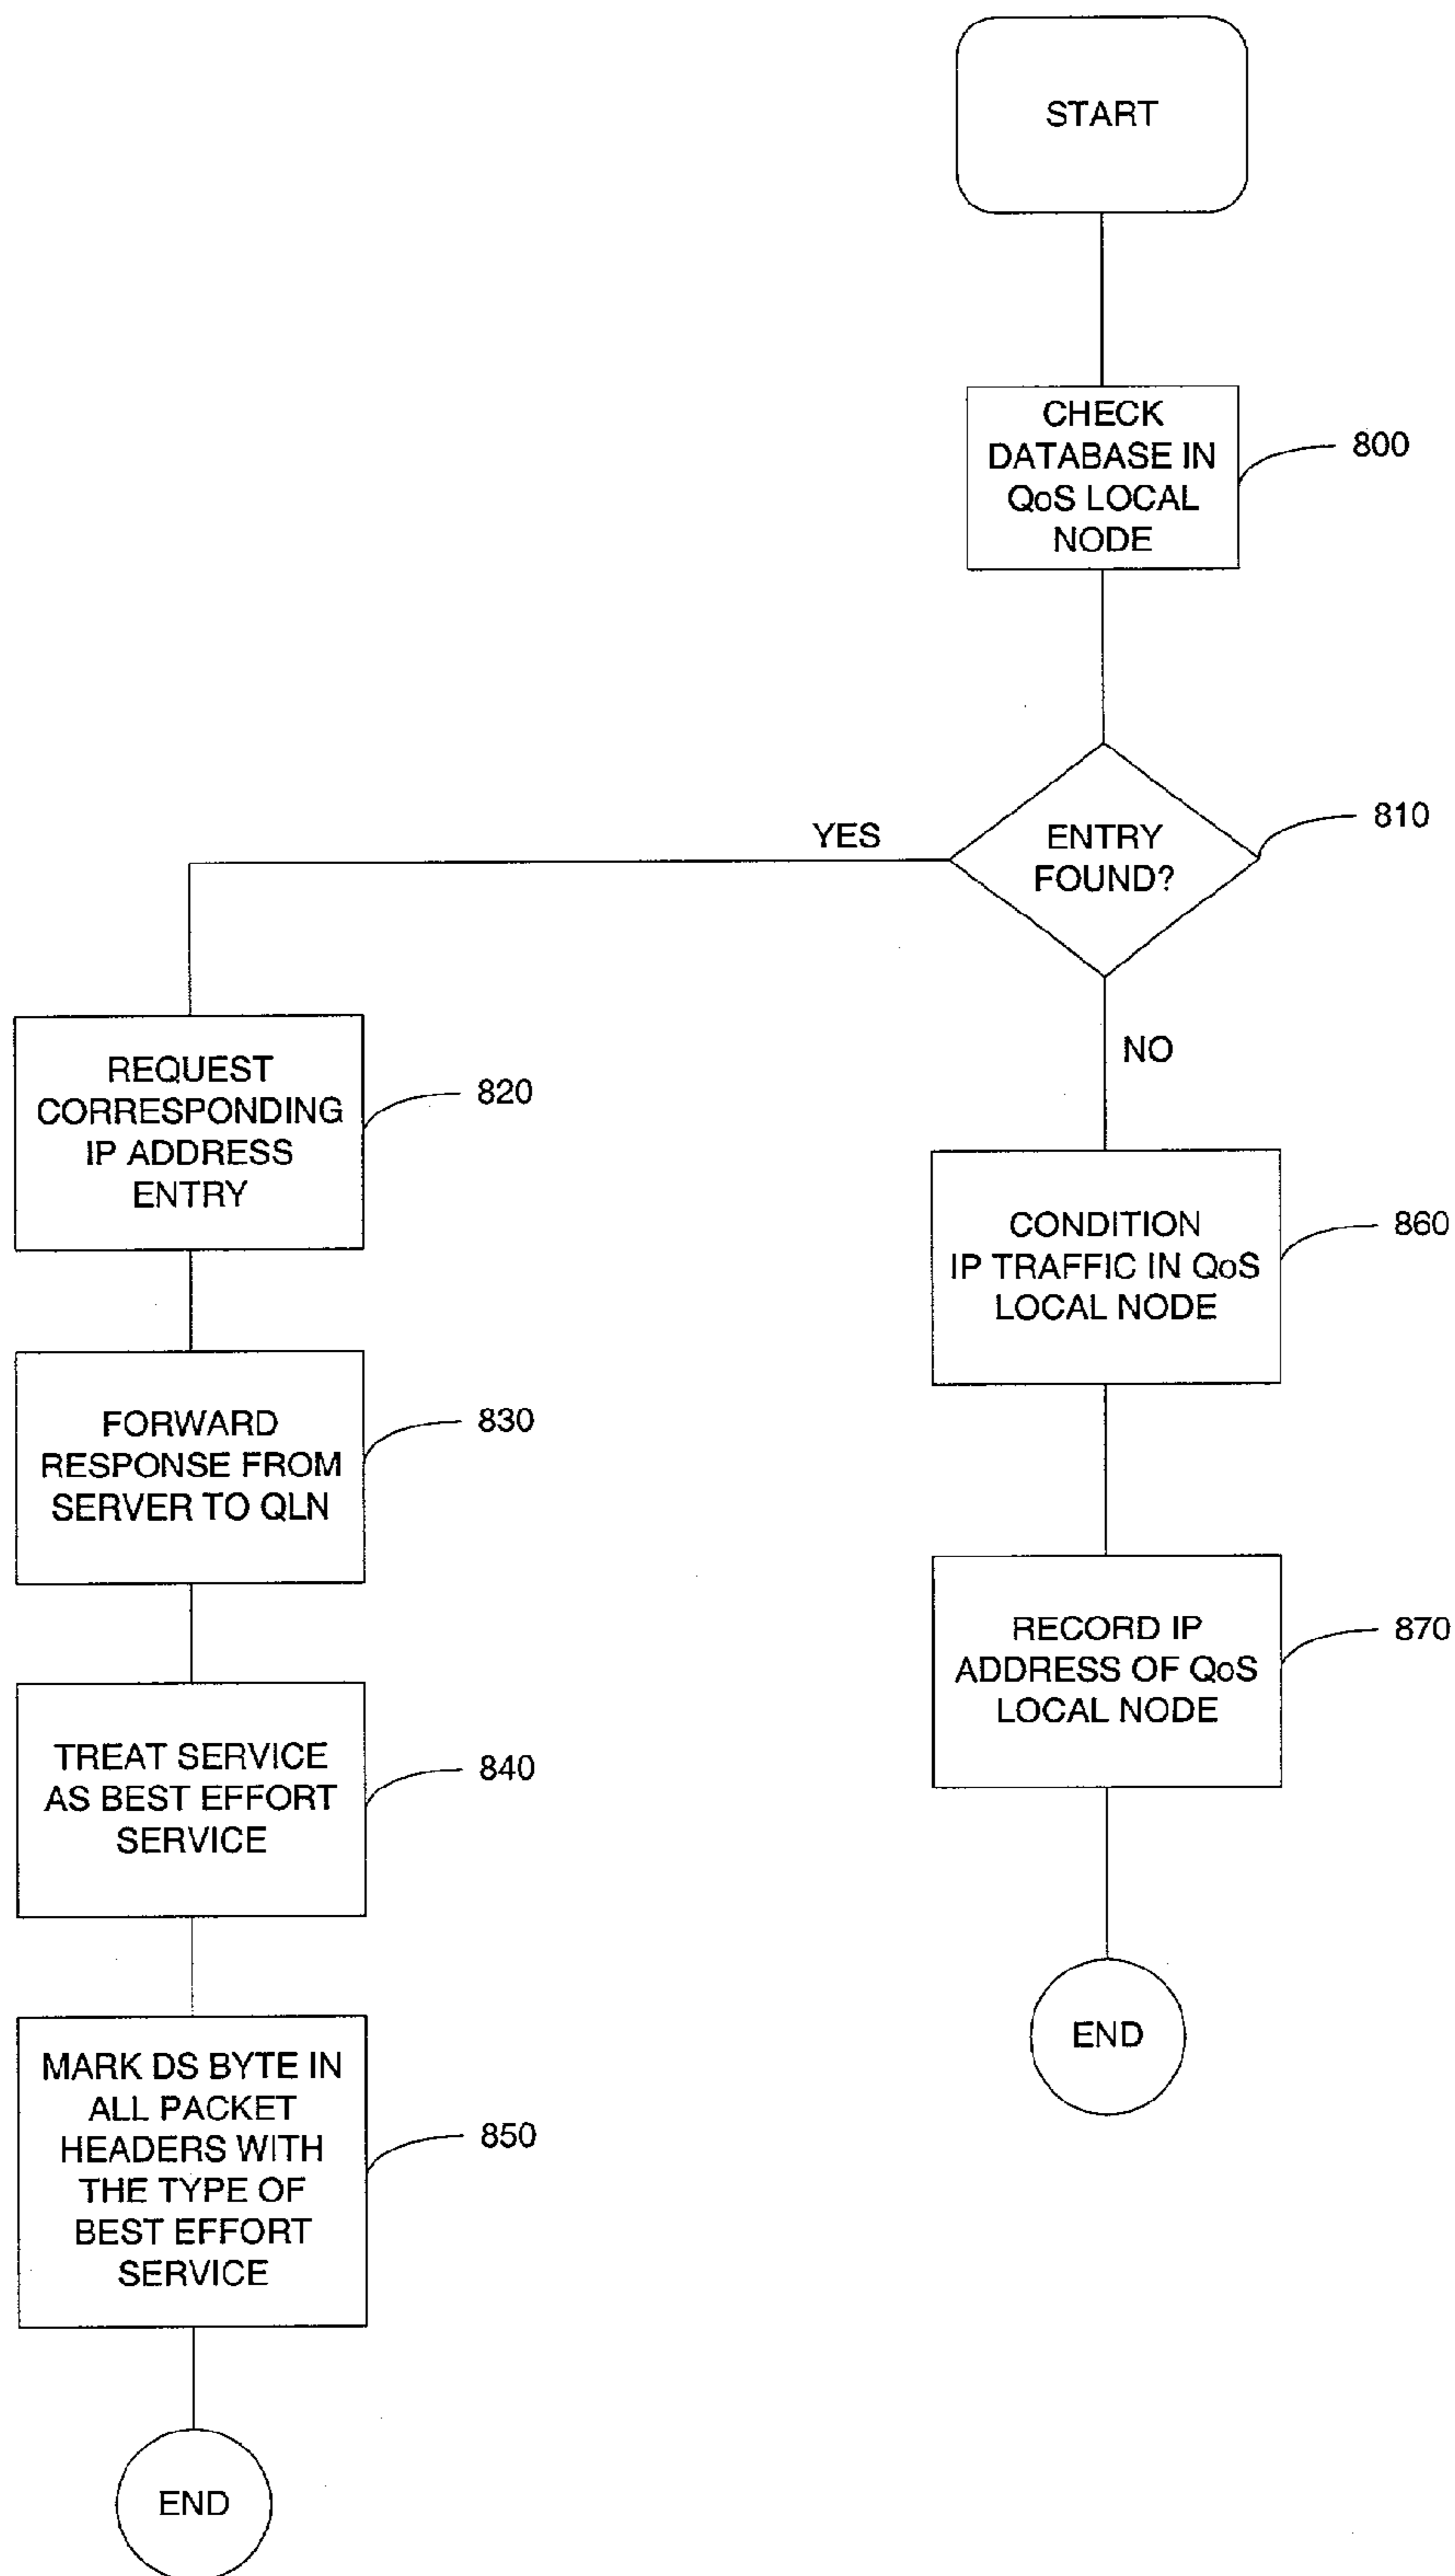 START
CHECK
DATABASE IN
QoS LOCAL
NODE
800
ENTRY
FOUND?
810
YES
NO
REQUEST
CORRESPONDING
IP ADDRESS
ENTRY
820
FORWARD
RESPONSE FROM
SERVER TO QLN
830
TREAT SERVICE
AS BEST EFFORT
SERVICE
840
MARK DS BYTE IN
ALL PACKET
HEADERS WITH
THE TYPE OF
BEST EFFORT
SERVICE
850
END
CONDITION
IP TRAFFIC IN QoS
LOCAL NODE
860
RECORD IP
ADDRESS OF QoS
LOCAL NODE
870
END